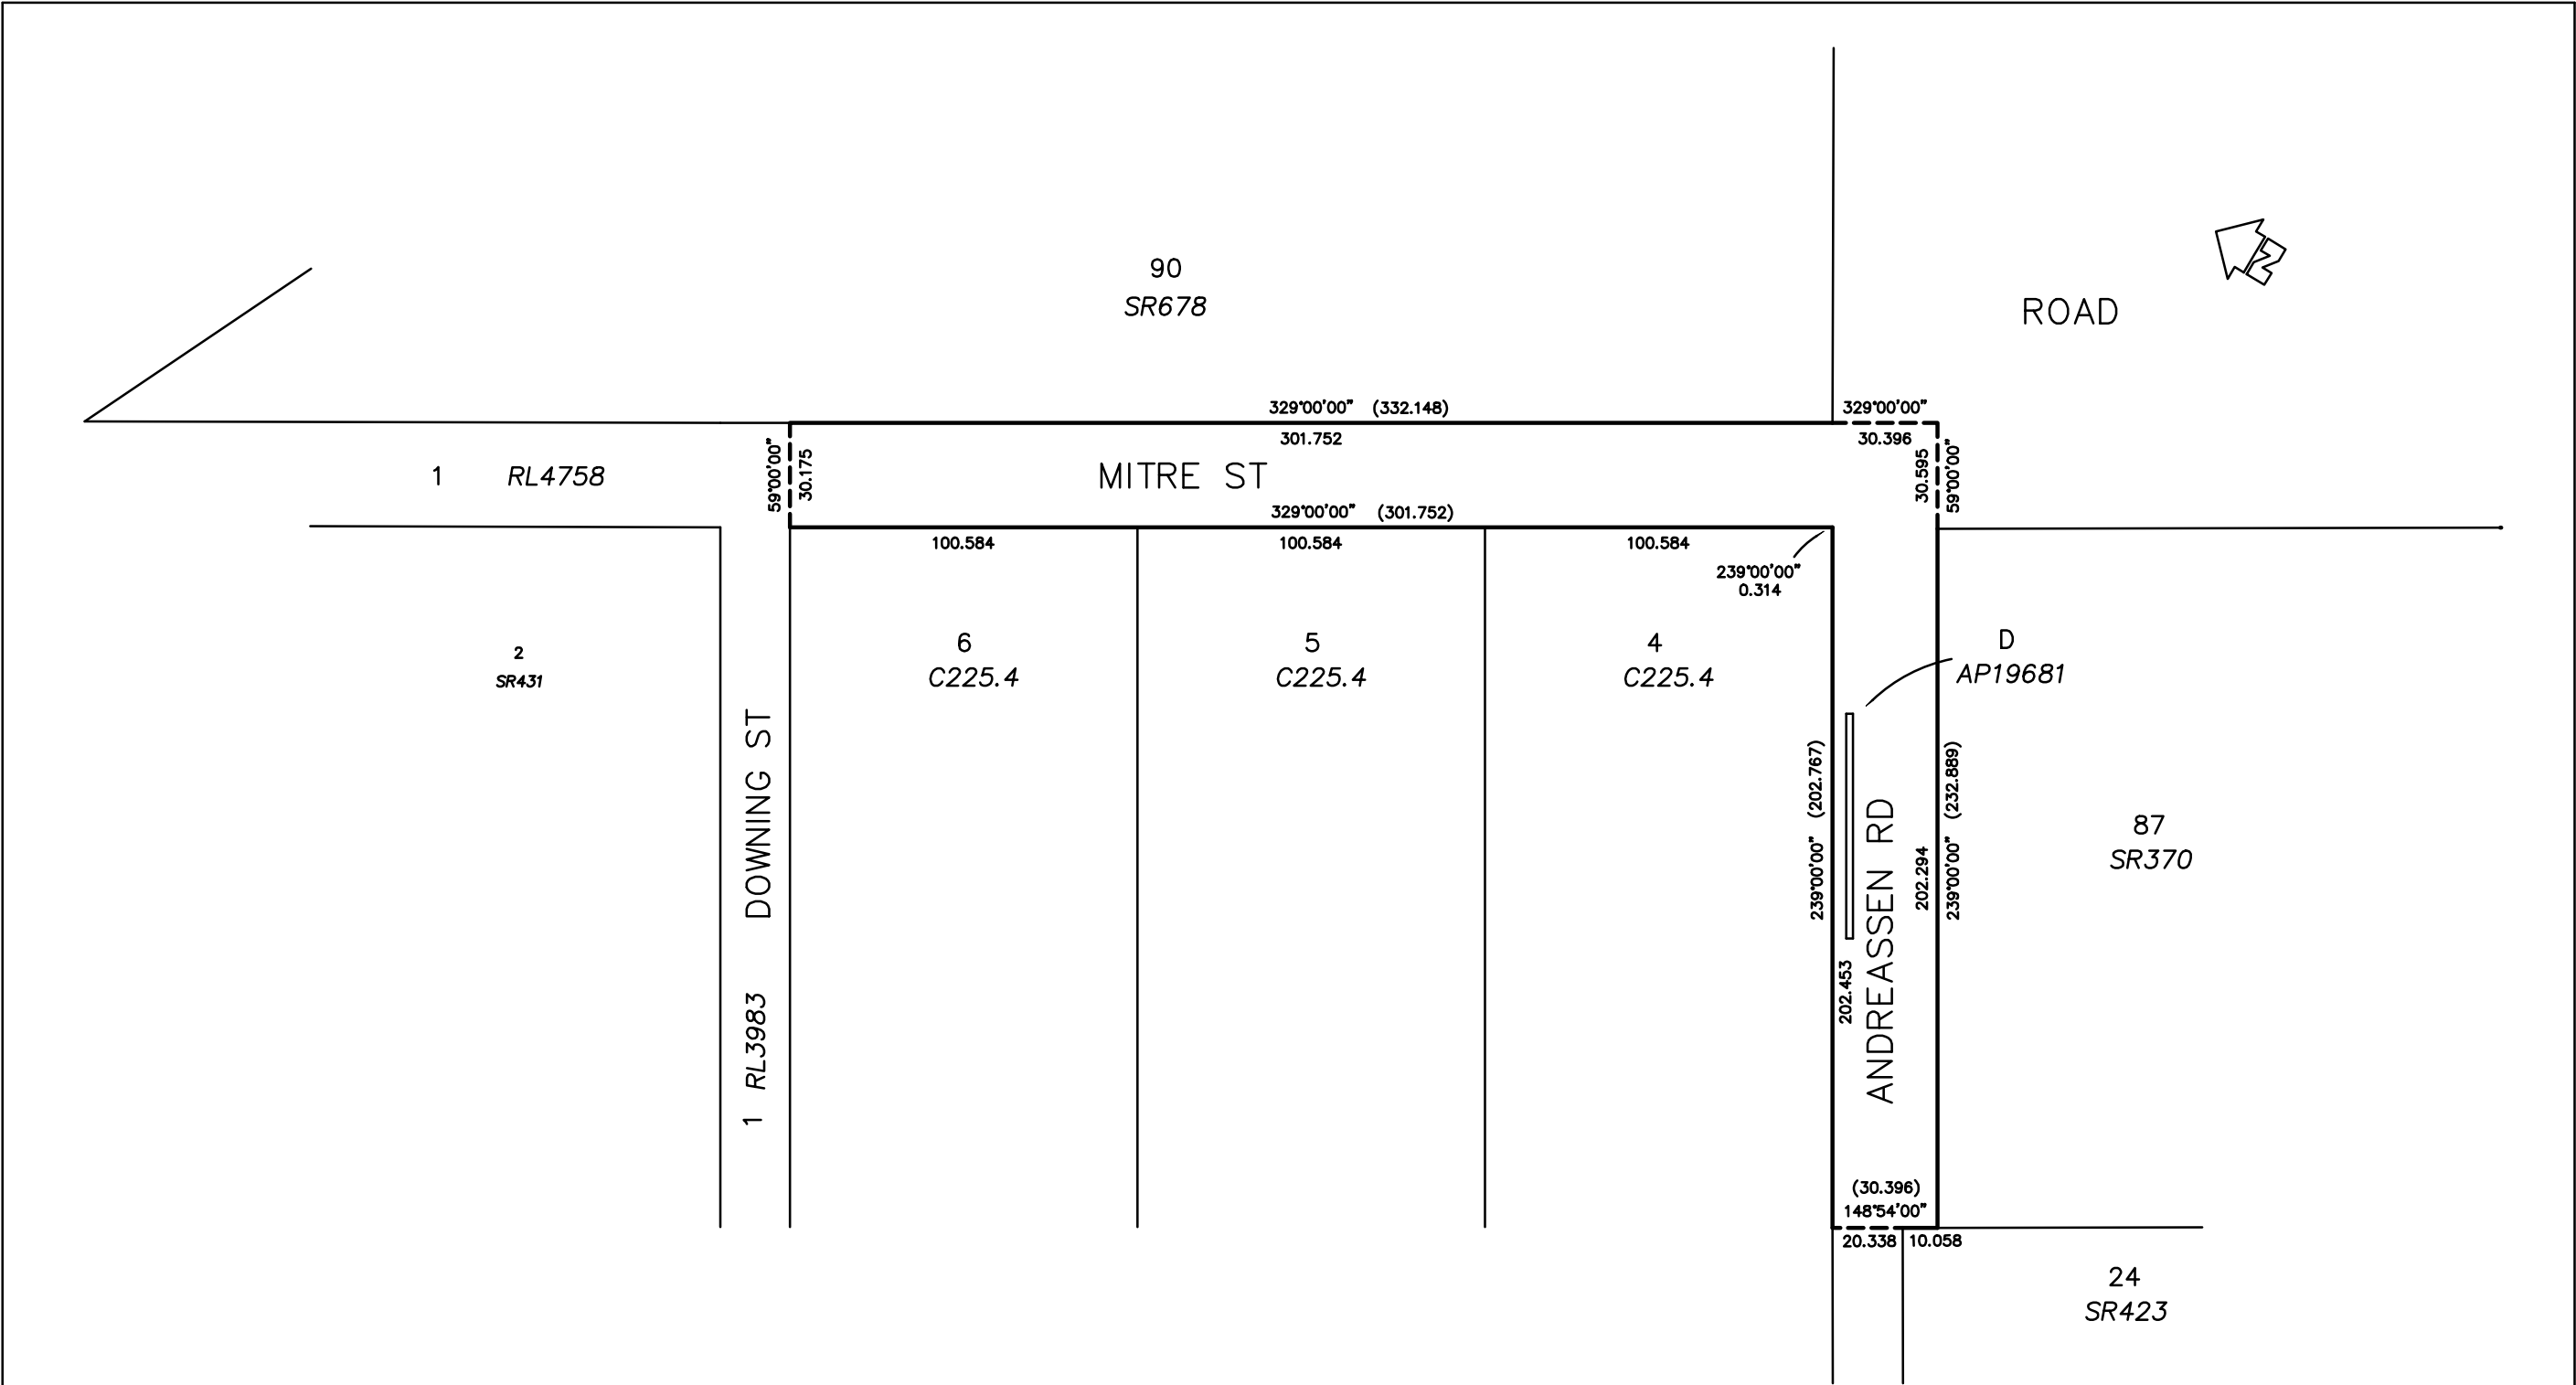 90
SR678
N
ROAD
329°00'00" (332.148)
329°00'00"
301.752
30.396
59°00'00"
30.175
30.595
59°00'00"
1 RL4758
MITRE ST
329°00'00" (301.752)
100.584
100.584
100.584
239°00'00"
0.314
2
SR431
6
C225.4
5
C225.4
4
C225.4
D
AP19681
1 RL3983 DOWNING ST
239°00'00" (202.767)
202.453
ANDREASSEN RD
202.294
239°00'00" (232.889)
87
SR370
(30.396)
148°54'00"
20.338
10.058
24
SR423